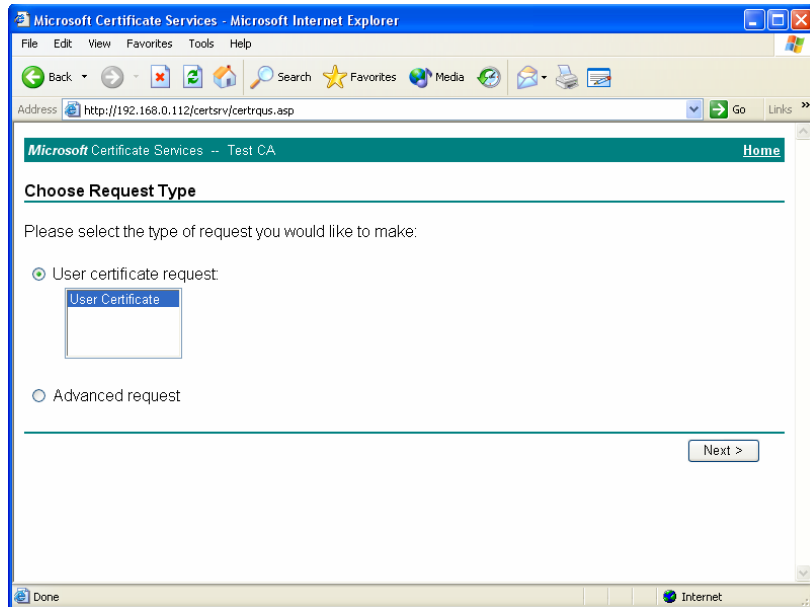 Microsoft Certificate Services - Microsoft Internet Explorer
File Edit View Favorites Tools Help
Back Search Favorites Media
Address http://192.168.0.112/certsrv/certrqus.asp Go Links »
Microsoft Certificate Services -- Test CA Home
Choose Request Type
Please select the type of request you would like to make:
User certificate request:
User Certificate
Advanced request
Next >
Done Internet